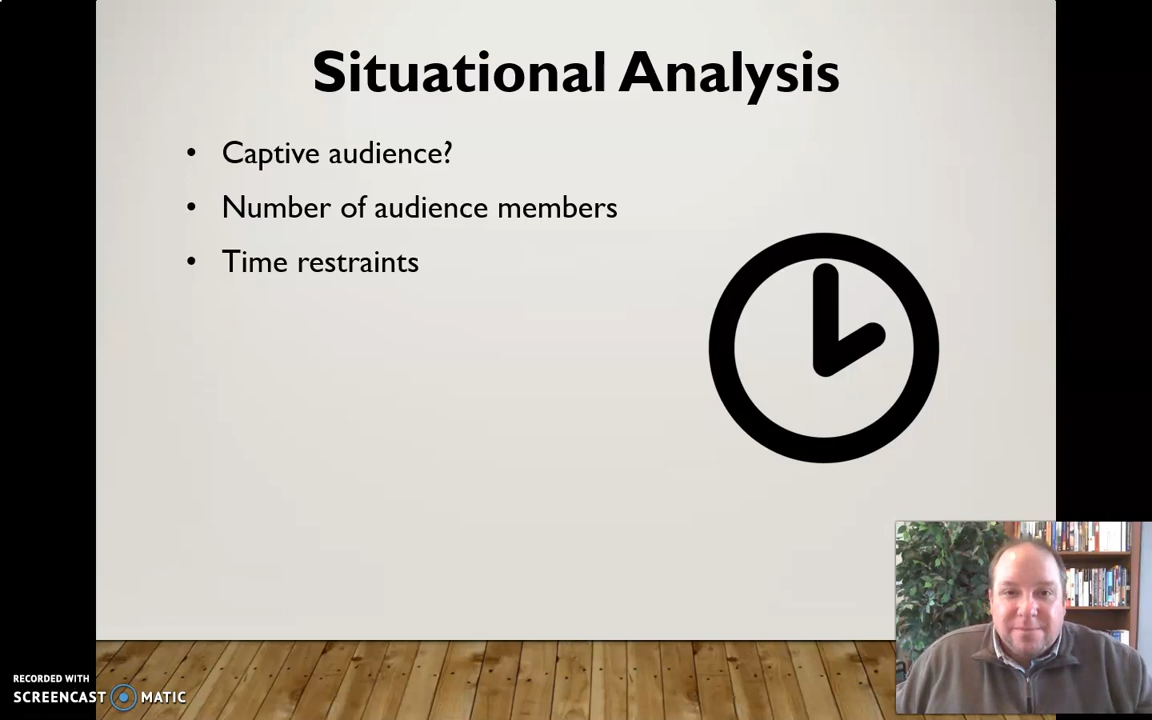 Situational Analysis
• Captive audience?
• Number of audience members
• Time restraints
RECORDED WITH
SCREENCAST MATIC